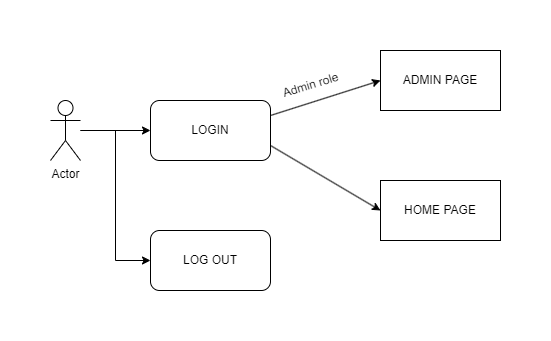 Admin role
ADMIN PAGE
LOGIN
Actor
HOME PAGE
LOG OUT